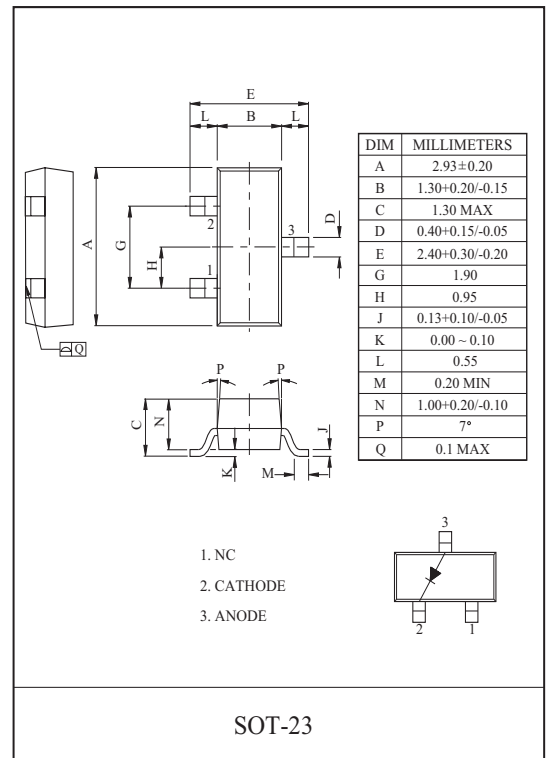 E
L B L
A
G
H
D
2
3
1
Q
P P
C
N
J
K
M
DIM MILLIMETERS
A 2.93±0.20
B 1.30+0.20/-0.15
C 1.30 MAX
D 0.40+0.15/-0.05
E 2.40+0.30/-0.20
G 1.90
H 0.95
J 0.13+0.10/-0.05
K 0.00 ~ 0.10
L 0.55
M 0.20 MIN
N 1.00+0.20/-0.10
P 7°
Q 0.1 MAX
1. NC
2. CATHODE
3. ANODE
3
2 1
SOT-23